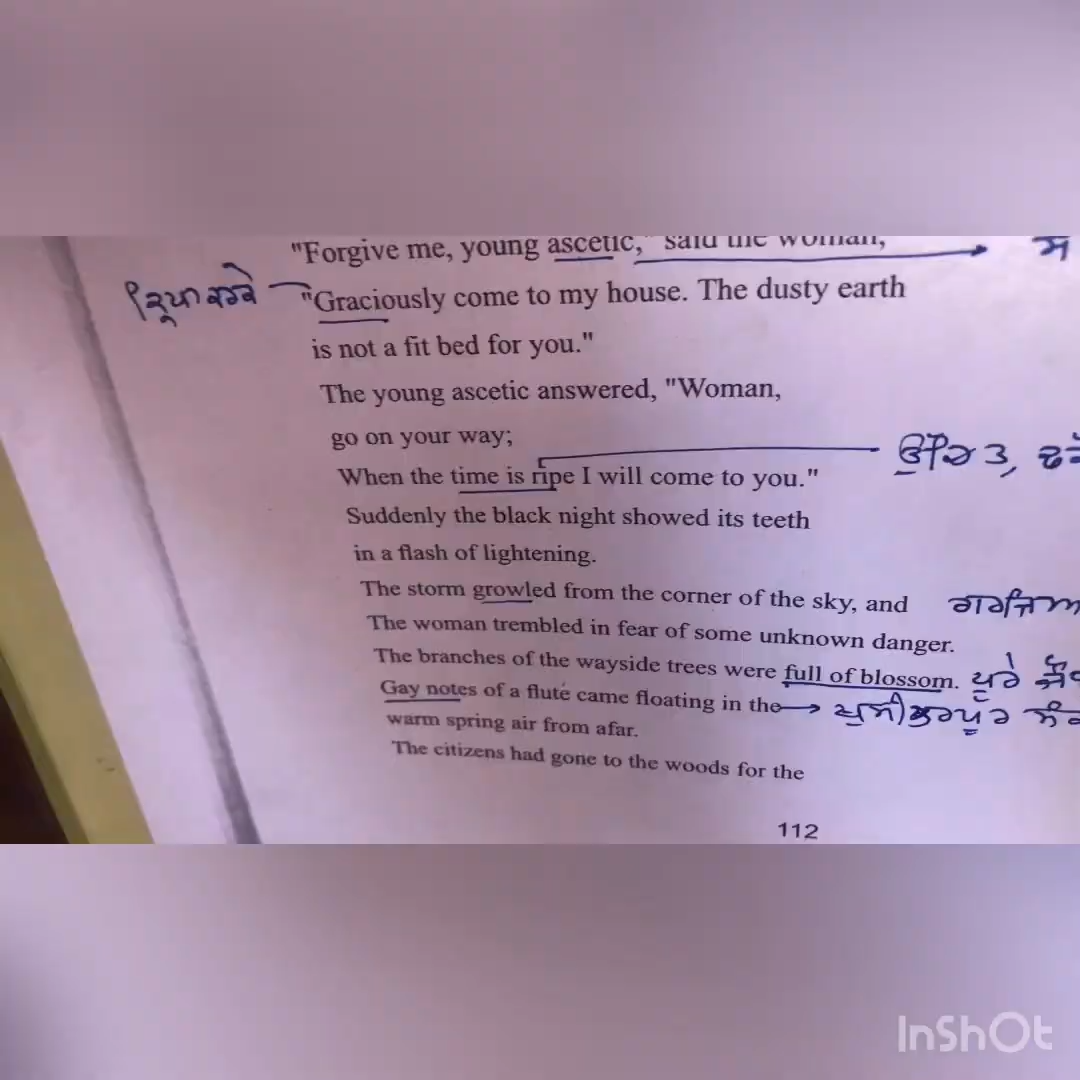 "Forgive me, young ascetic," said the woman,
ਕ੍ਰਿਪਾ ਕਰਕੇ
"Graciously come to my house. The dusty earth
is not a fit bed for you."
The young ascetic answered, "Woman,
go on your way;
ਉਚਿਤ,
When the time is ripe I will come to you."
Suddenly the black night showed its teeth
in a flash of lightening.
The storm growled from the corner of the sky, and ਗਰਜਿਆ
The woman trembled in fear of some unknown danger.
The branches of the wayside trees were full of blossom. ਪੂਰੇ
Gay notes of a flute came floating in the → ਖੁਸੀ ਭਰਪੂਰ
warm spring air from afar.
The citizens had gone to the woods for the
112
InShOt